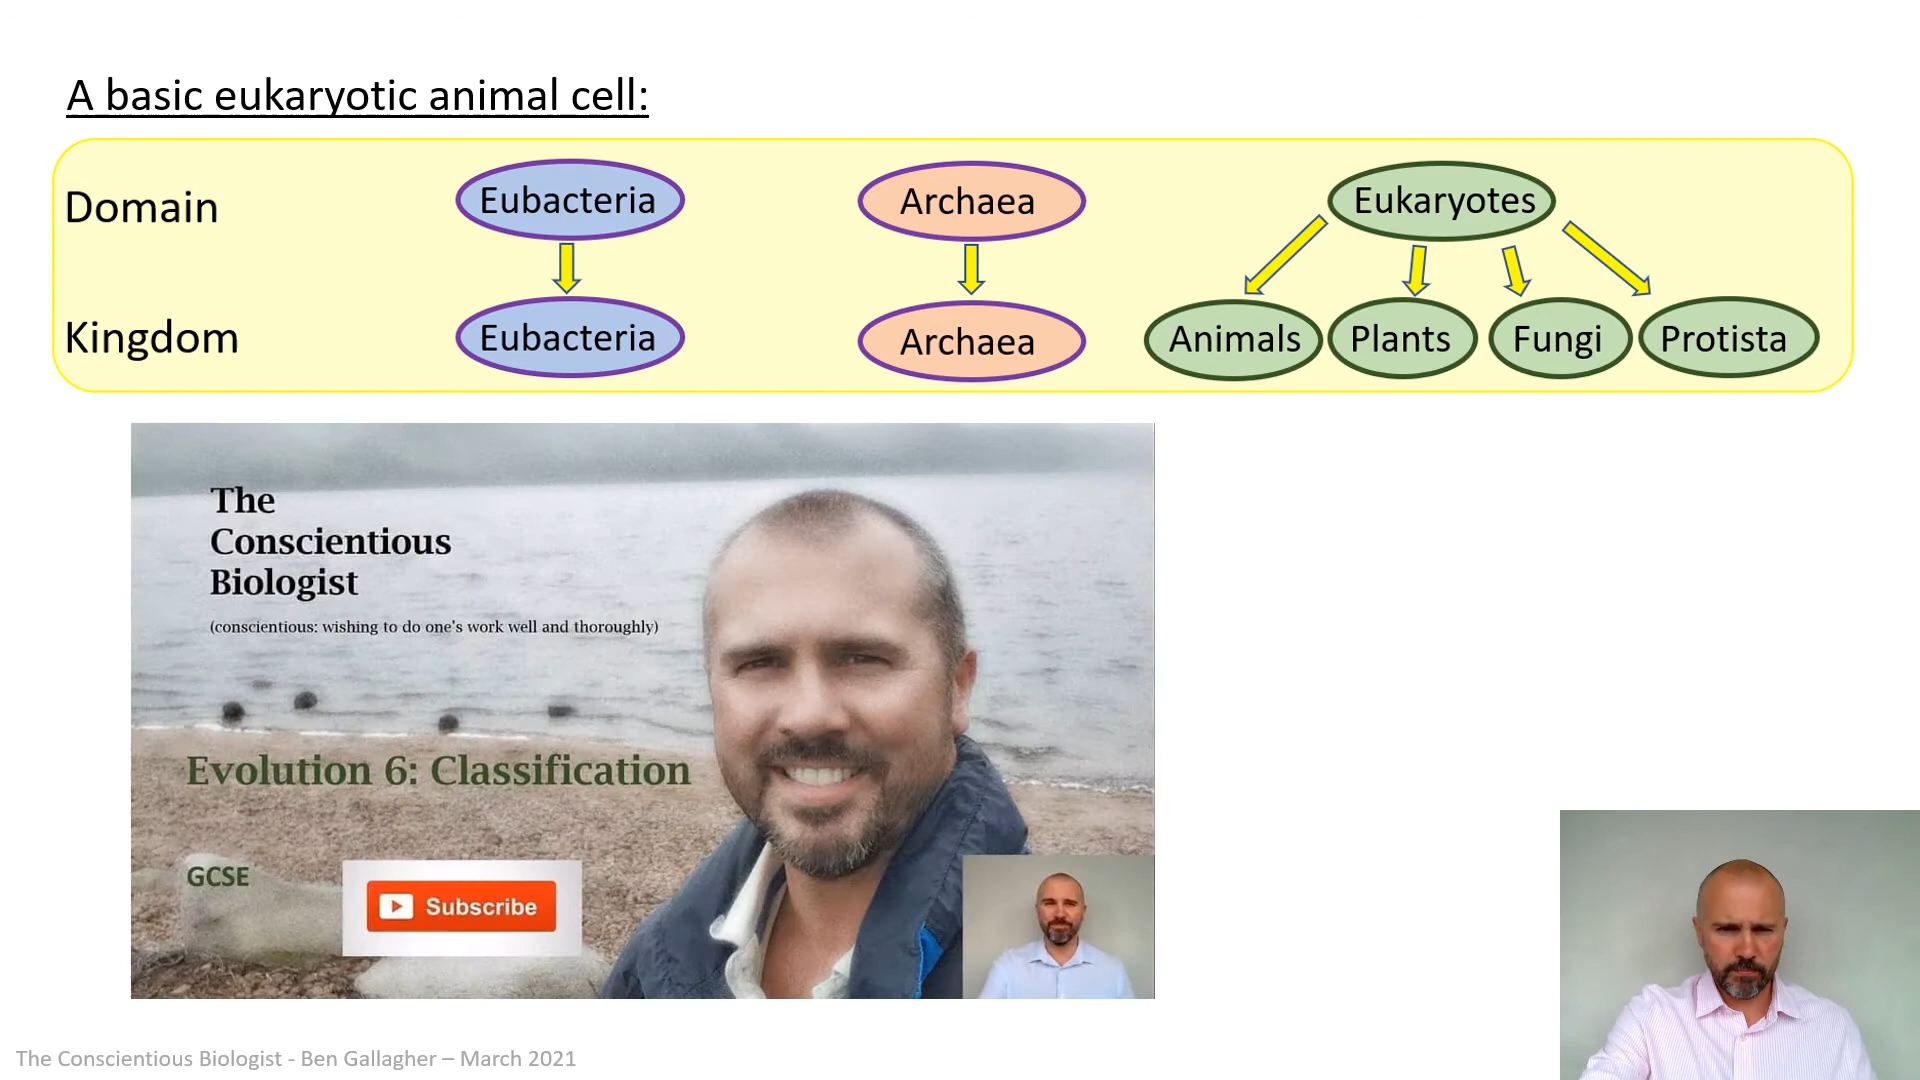 A basic eukaryotic animal cell:
Domain
Eubacteria
Archaea
Eukaryotes
Kingdom
Eubacteria
Archaea
Animals
Plants
Fungi
Protista
The
Conscientious
Biologist
(conscientious: wishing to do one's work well and thoroughly)
Evolution 6: Classification
GCSE
Subscribe
The Conscientious Biologist - Ben Gallagher – March 2021